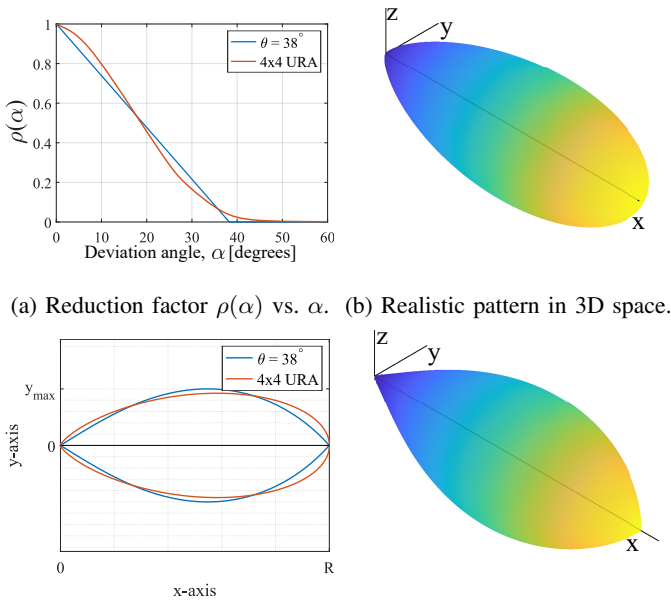 1
0.8
0.6
0.4
0.2
0
ρ(α)
θ = 38°
4x4 URA
0 10 20 30 40 50 60
Deviation angle, α [degrees]
z
y
x
(a) Reduction factor ρ(α) vs. α. (b) Realistic pattern in 3D space.
θ = 38°
4x4 URA
y_max
0
y-axis
0 R
x-axis
z
y
x